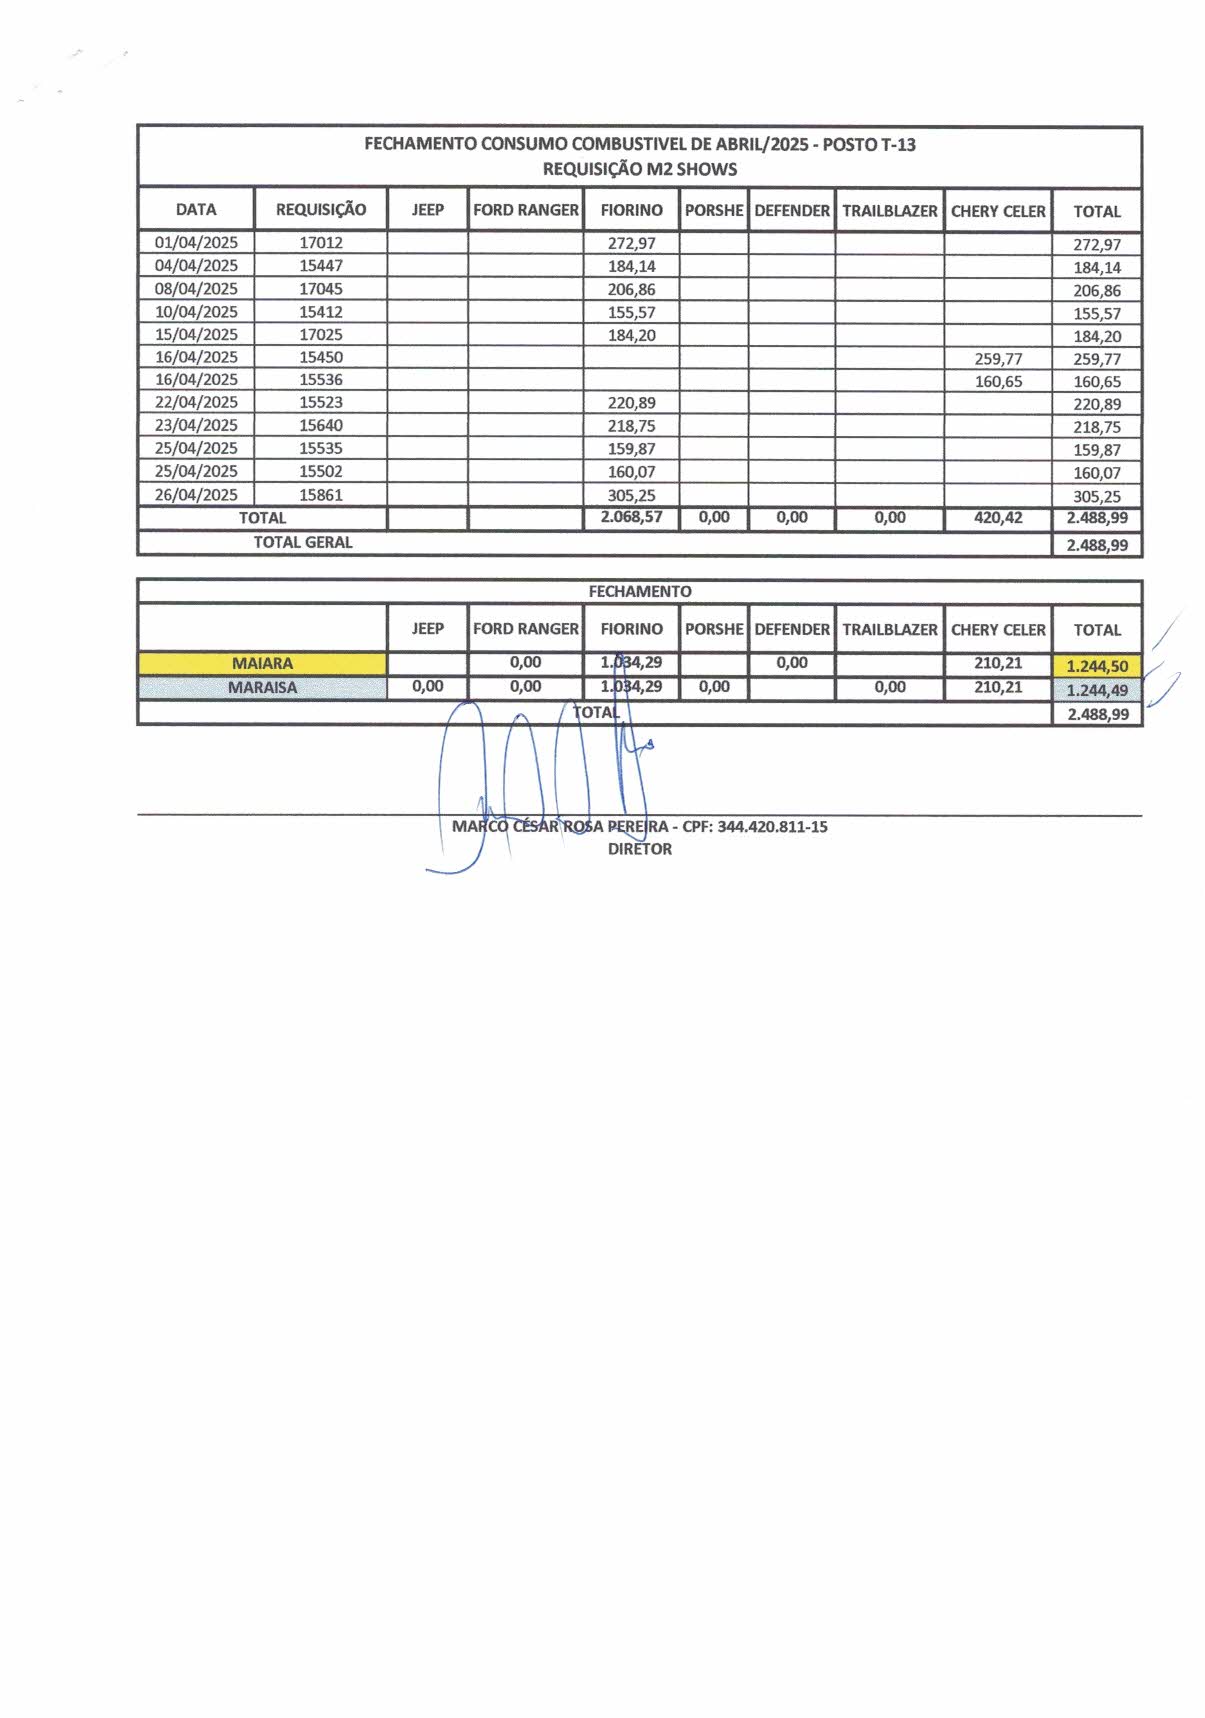 FECHAMENTO CONSUMO COMBUSTIVEL DE ABRIL/2025 - POSTO T-13
REQUISIÇÃO M2 SHOWS
DATA REQUISIÇÃO JEEP FORD RANGER FIORINO PORSHE DEFENDER TRAILBLAZER CHERY CELER TOTAL
01/04/2025 17012 272,97 272,97
04/04/2025 15447 184,14 184,14
08/04/2025 17045 206,86 206,86
10/04/2025 15412 155,57 155,57
15/04/2025 17025 184,20 184,20
16/04/2025 15450 259,77 259,77
16/04/2025 15536 160,65 160,65
22/04/2025 15523 220,89 220,89
23/04/2025 15640 218,75 218,75
25/04/2025 15535 159,87 159,87
25/04/2025 15502 160,07 160,07
26/04/2025 15861 305,25 305,25
TOTAL 2.068,57 0,00 0,00 0,00 420,42 2.488,99
TOTAL GERAL 2.488,99
FECHAMENTO
JEEP FORD RANGER FIORINO PORSHE DEFENDER TRAILBLAZER CHERY CELER TOTAL
MAIARA 0,00 1.034,29 0,00 210,21 1.244,50
MARAISA 0,00 0,00 1.034,29 0,00 0,00 210,21 1.244,49
TOTAL 2.488,99
MARCO CÉSAR ROSA PEREIRA - CPF: 344.420.811-15
DIRETOR